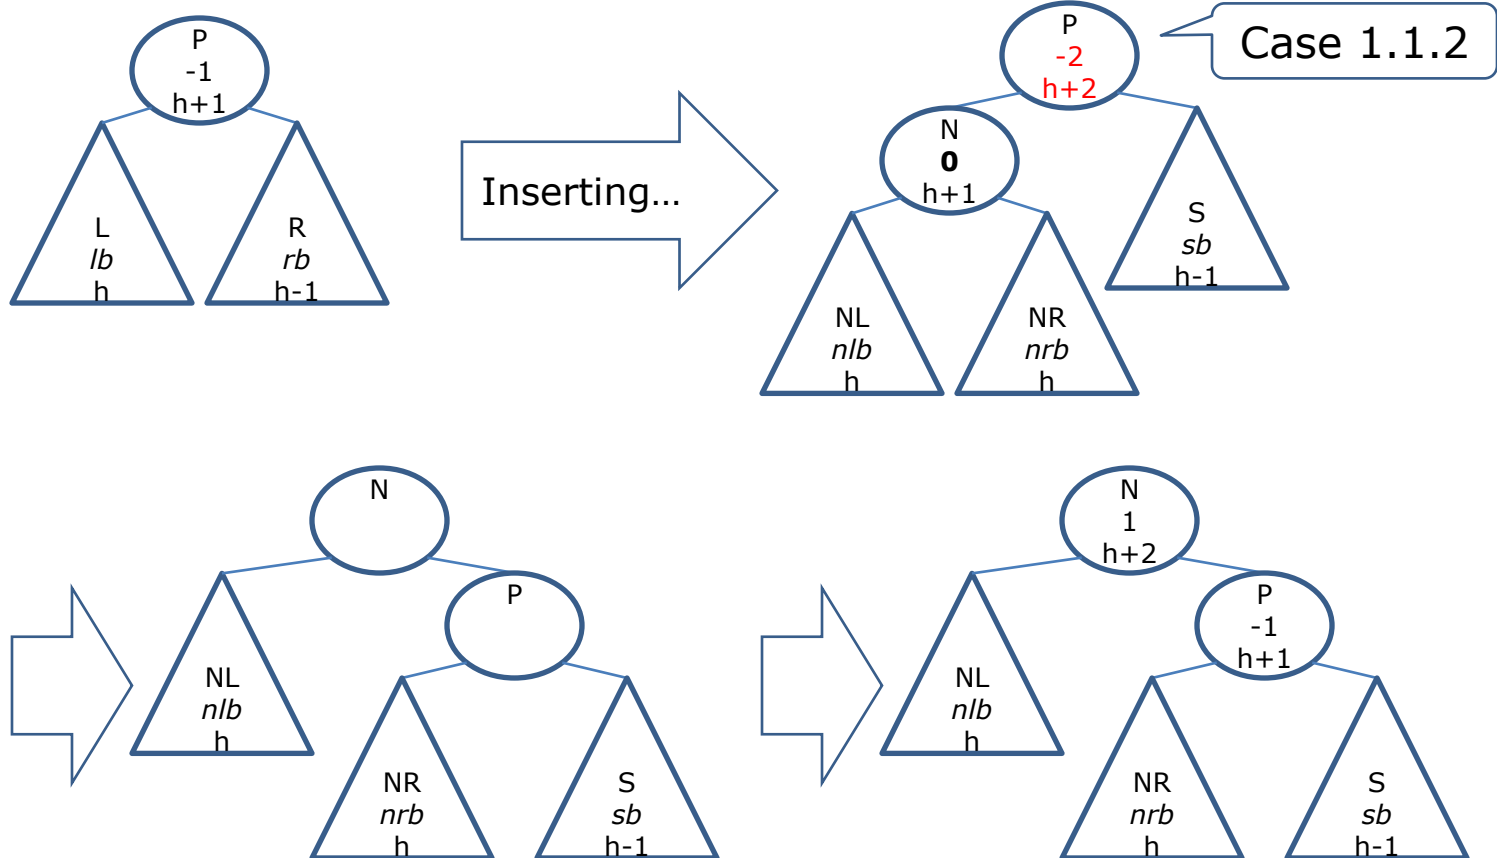 P
-1
h+1
L
lb
h
R
rb
h-1
Inserting...
P
-2
h+2
Case 1.1.2
N
0
h+1
S
sb
h-1
NL
nlb
h
NR
nrb
h
N
P
NL
nlb
h
NR
nrb
h
S
sb
h-1
N
1
h+2
P
-1
h+1
NL
nlb
h
NR
nrb
h
S
sb
h-1